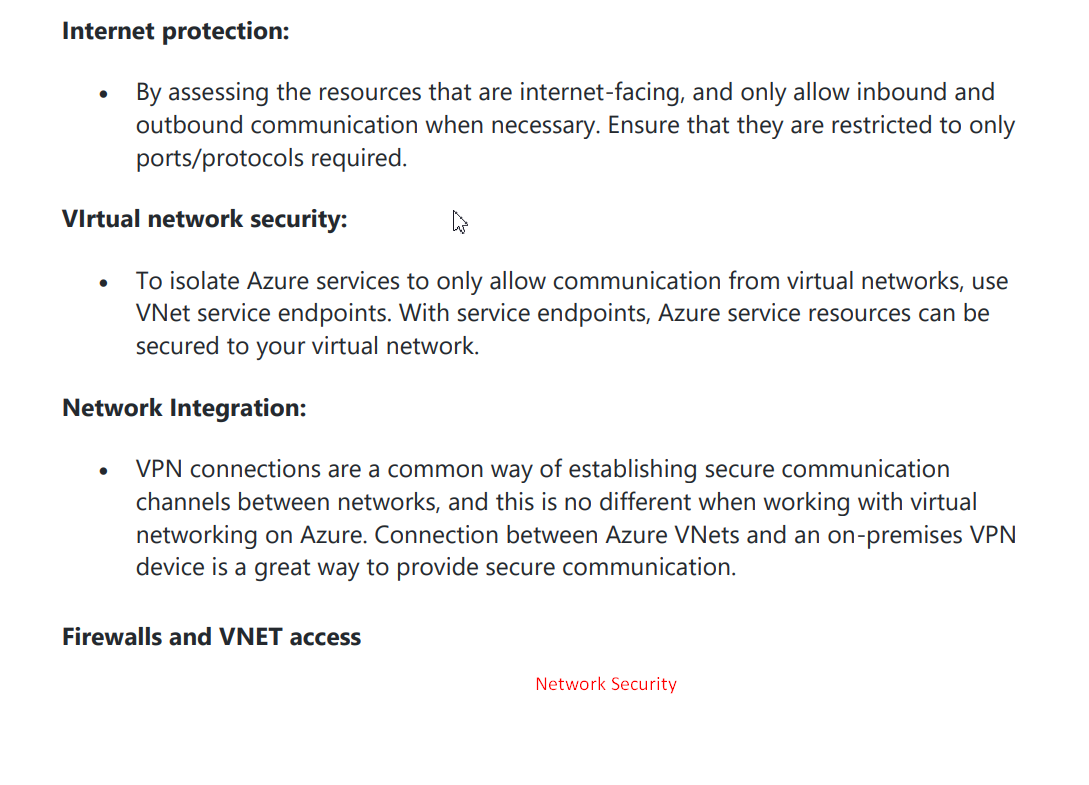 Internet protection:
• By assessing the resources that are internet-facing, and only allow inbound and
outbound communication when necessary. Ensure that they are restricted to only
ports/protocols required.
VIrtual network security:
• To isolate Azure services to only allow communication from virtual networks, use
VNet service endpoints. With service endpoints, Azure service resources can be
secured to your virtual network.
Network Integration:
• VPN connections are a common way of establishing secure communication
channels between networks, and this is no different when working with virtual
networking on Azure. Connection between Azure VNets and an on-premises VPN
device is a great way to provide secure communication.
Firewalls and VNET access
Network Security